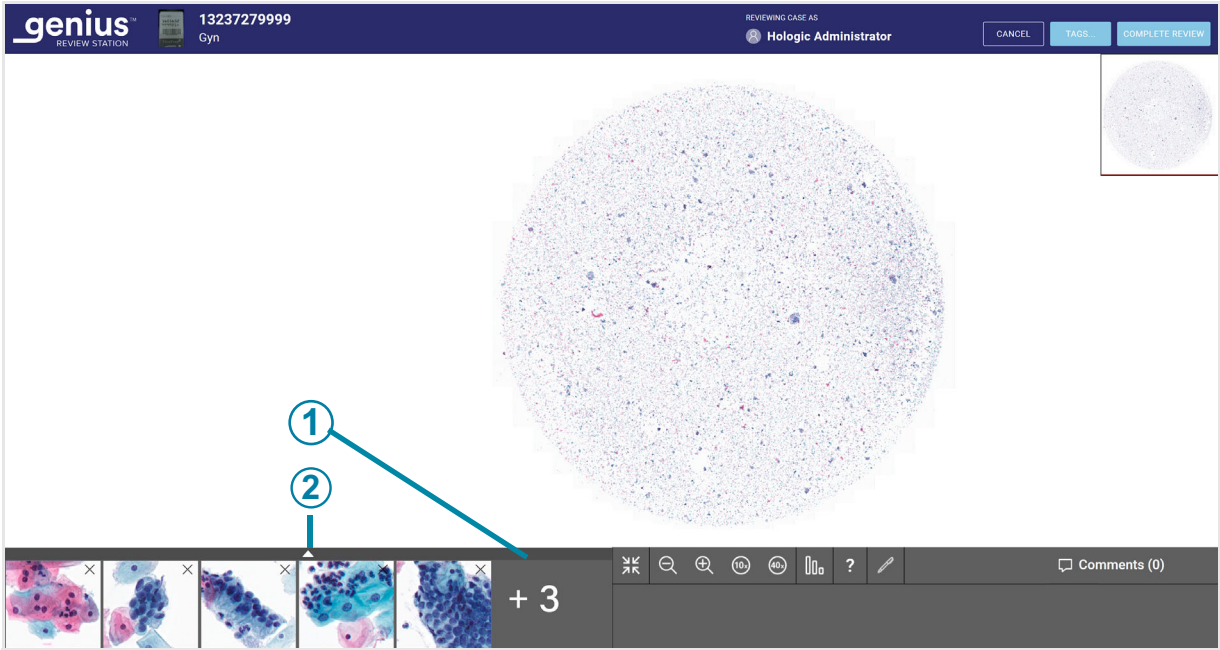 genius™
REVIEW STATION
13237279999
Gyn
REVIEWING CASE AS
Hologic Administrator
CANCEL
TAGS...
COMPLETE REVIEW
1
2
+ 3
10x
40x
?
Comments (0)